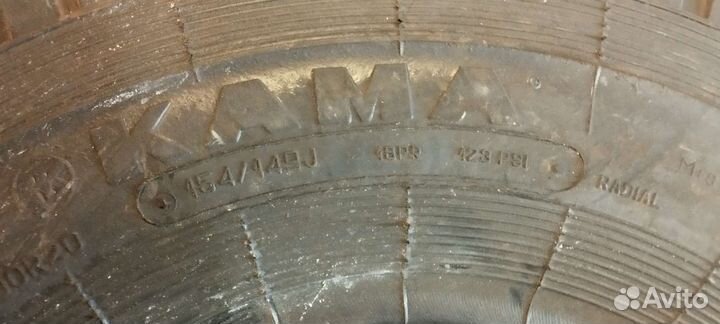 KAMA
154/149J 18PR 123 PSI
RADIAL
K
Avito